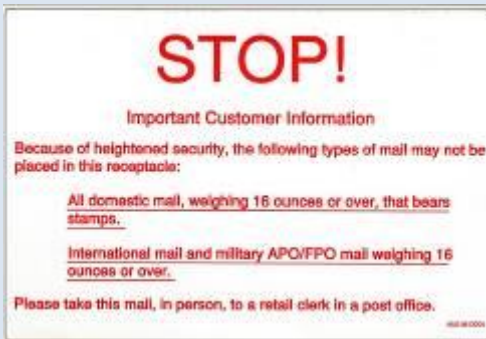 STOP!
Important Customer Information
Because of heightened security, the following types of mail may not be
placed in this receptacle:
All domestic mail, weighing 16 ounces or over, that bears
stamps.
International mail and military APO/FPO mail weighing 16
ounces or over.
Please take this mail, in person, to a retail clerk in a post office.